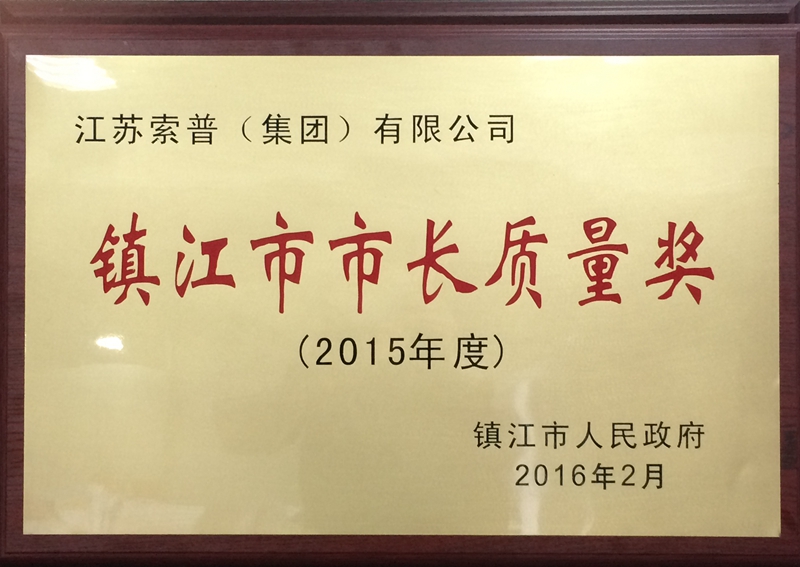 江苏索普（集团）有限公司
镇江市市长质量奖
(2015年度)
镇江市人民政府
2016年2月